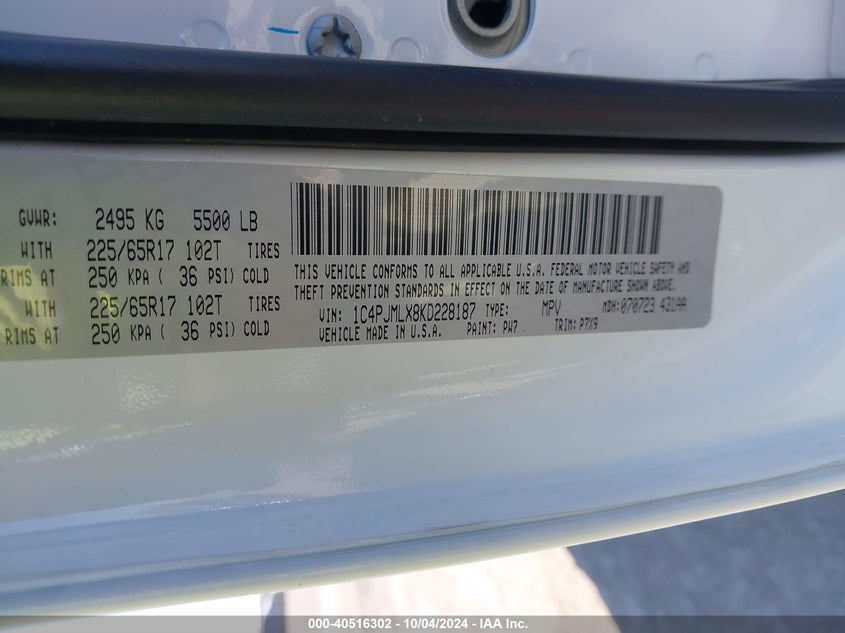 GVWR: 2495 KG 5500 LB
WITH 225/65R17 102T TIRES
RIMS AT 250 KPA ( 36 PSI) COLD
WITH 225/65R17 102T TIRES
RIMS AT 250 KPA ( 36 PSI) COLD
THIS VEHICLE CONFORMS TO ALL APPLICABLE U.S.A. FEDERAL MOTOR VEHICLE SAFETY AND
THEFT PREVENTION STANDARDS IN EFFECT ON THE DATE OF MANUFACTURE SHOWN ABOVE.
VIN: 1C4PJMLX8KD228187 TYPE: MPV MDH: 070723 431AA
VEHICLE MADE IN U.S.A. PAINT: PW7 TRIM: P7X9
000-40516302 - 10/04/2024 - IAA Inc.